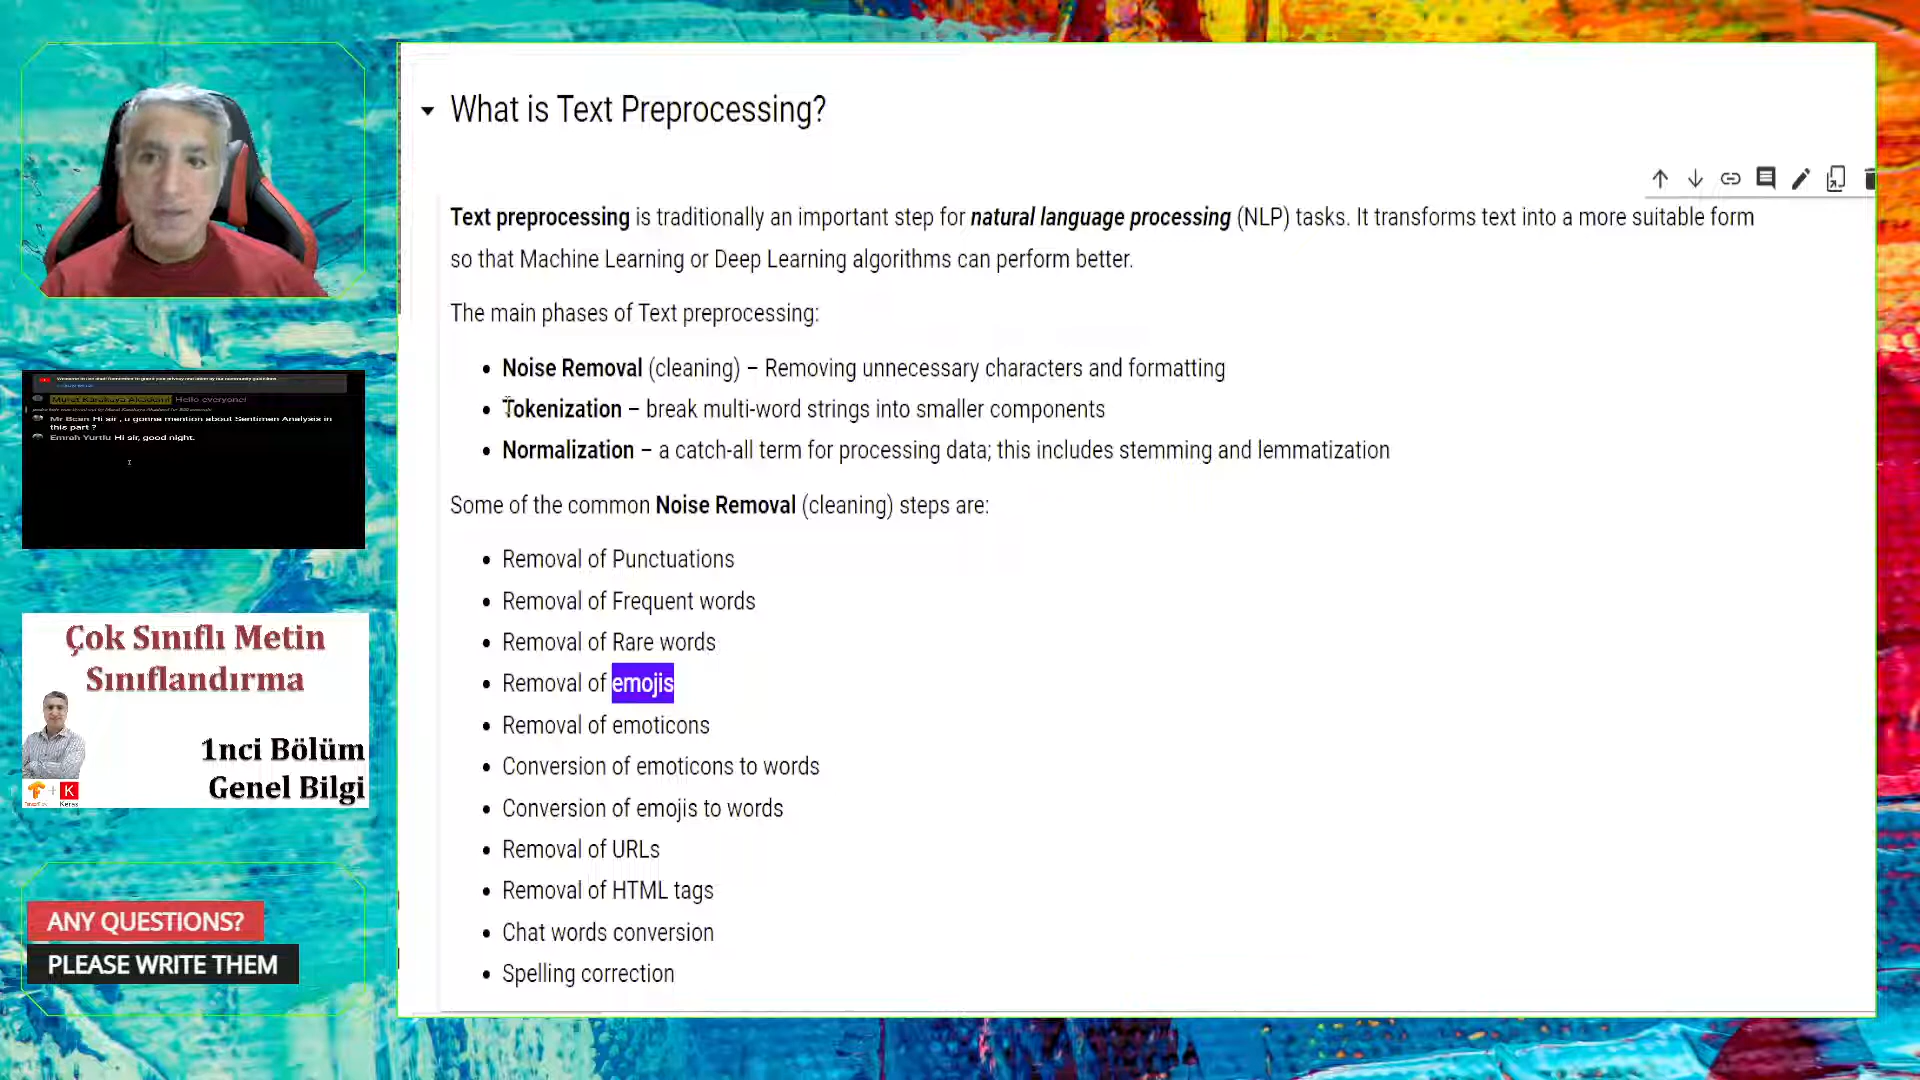 What is Text Preprocessing?
Text preprocessing is traditionally an important step for natural language processing (NLP) tasks. It transforms text into a more suitable form
so that Machine Learning or Deep Learning algorithms can perform better.
The main phases of Text preprocessing:
Noise Removal (cleaning) – Removing unnecessary characters and formatting
Tokenization – break multi-word strings into smaller components
Normalization – a catch-all term for processing data; this includes stemming and lemmatization
Some of the common Noise Removal (cleaning) steps are:
Removal of Punctuations
Removal of Frequent words
Removal of Rare words
Removal of emojis
Removal of emoticons
Conversion of emoticons to words
Conversion of emojis to words
Removal of URLs
Removal of HTML tags
Chat words conversion
Spelling correction
Murat Karakaya Akademi Hello everyone!
Mr Bean Hi sir , u gonna mention about Sentimen Analysis in
this part ?
Emrah Yurtlu Hi sir, good night.
Çok Sınıflı Metin
Sınıflandırma
1nci Bölüm
Genel Bilgi
K
Keras
ANY QUESTIONS?
PLEASE WRITE THEM